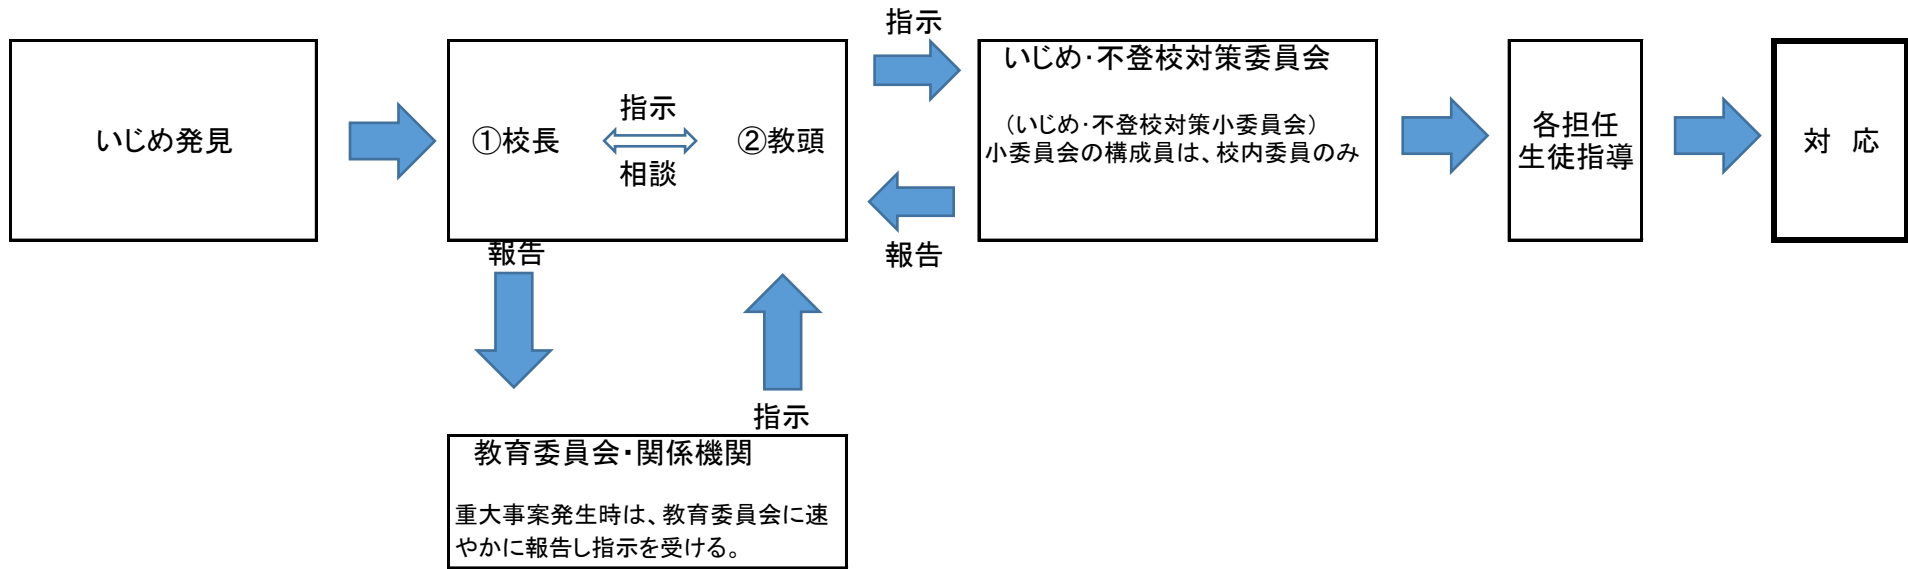 いじめ発見
①校長
指示
相談
②教頭
指示
報告
いじめ・不登校対策委員会
（いじめ・不登校対策小委員会）
小委員会の構成員は、校内委員のみ
各担任
生徒指導
対　応
報告
指示
教育委員会・関係機関
重大事案発生時は、教育委員会に速
やかに報告し指示を受ける。